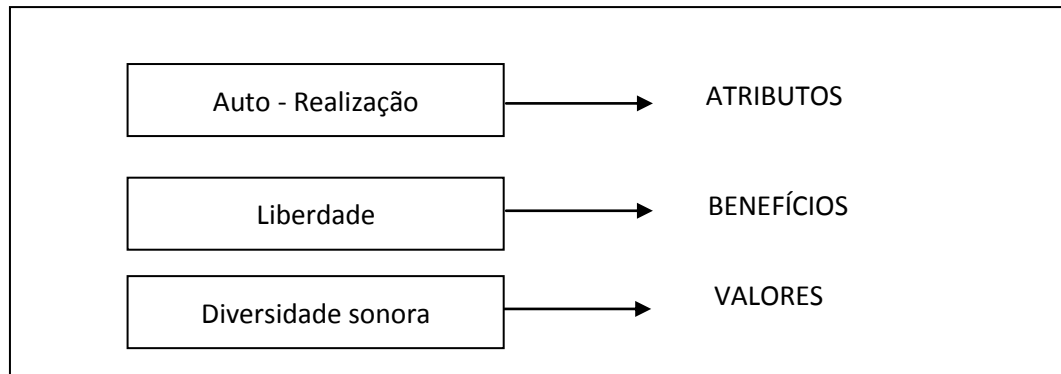 Auto - Realização
ATRIBUTOS
Liberdade
BENEFÍCIOS
Diversidade sonora
VALORES